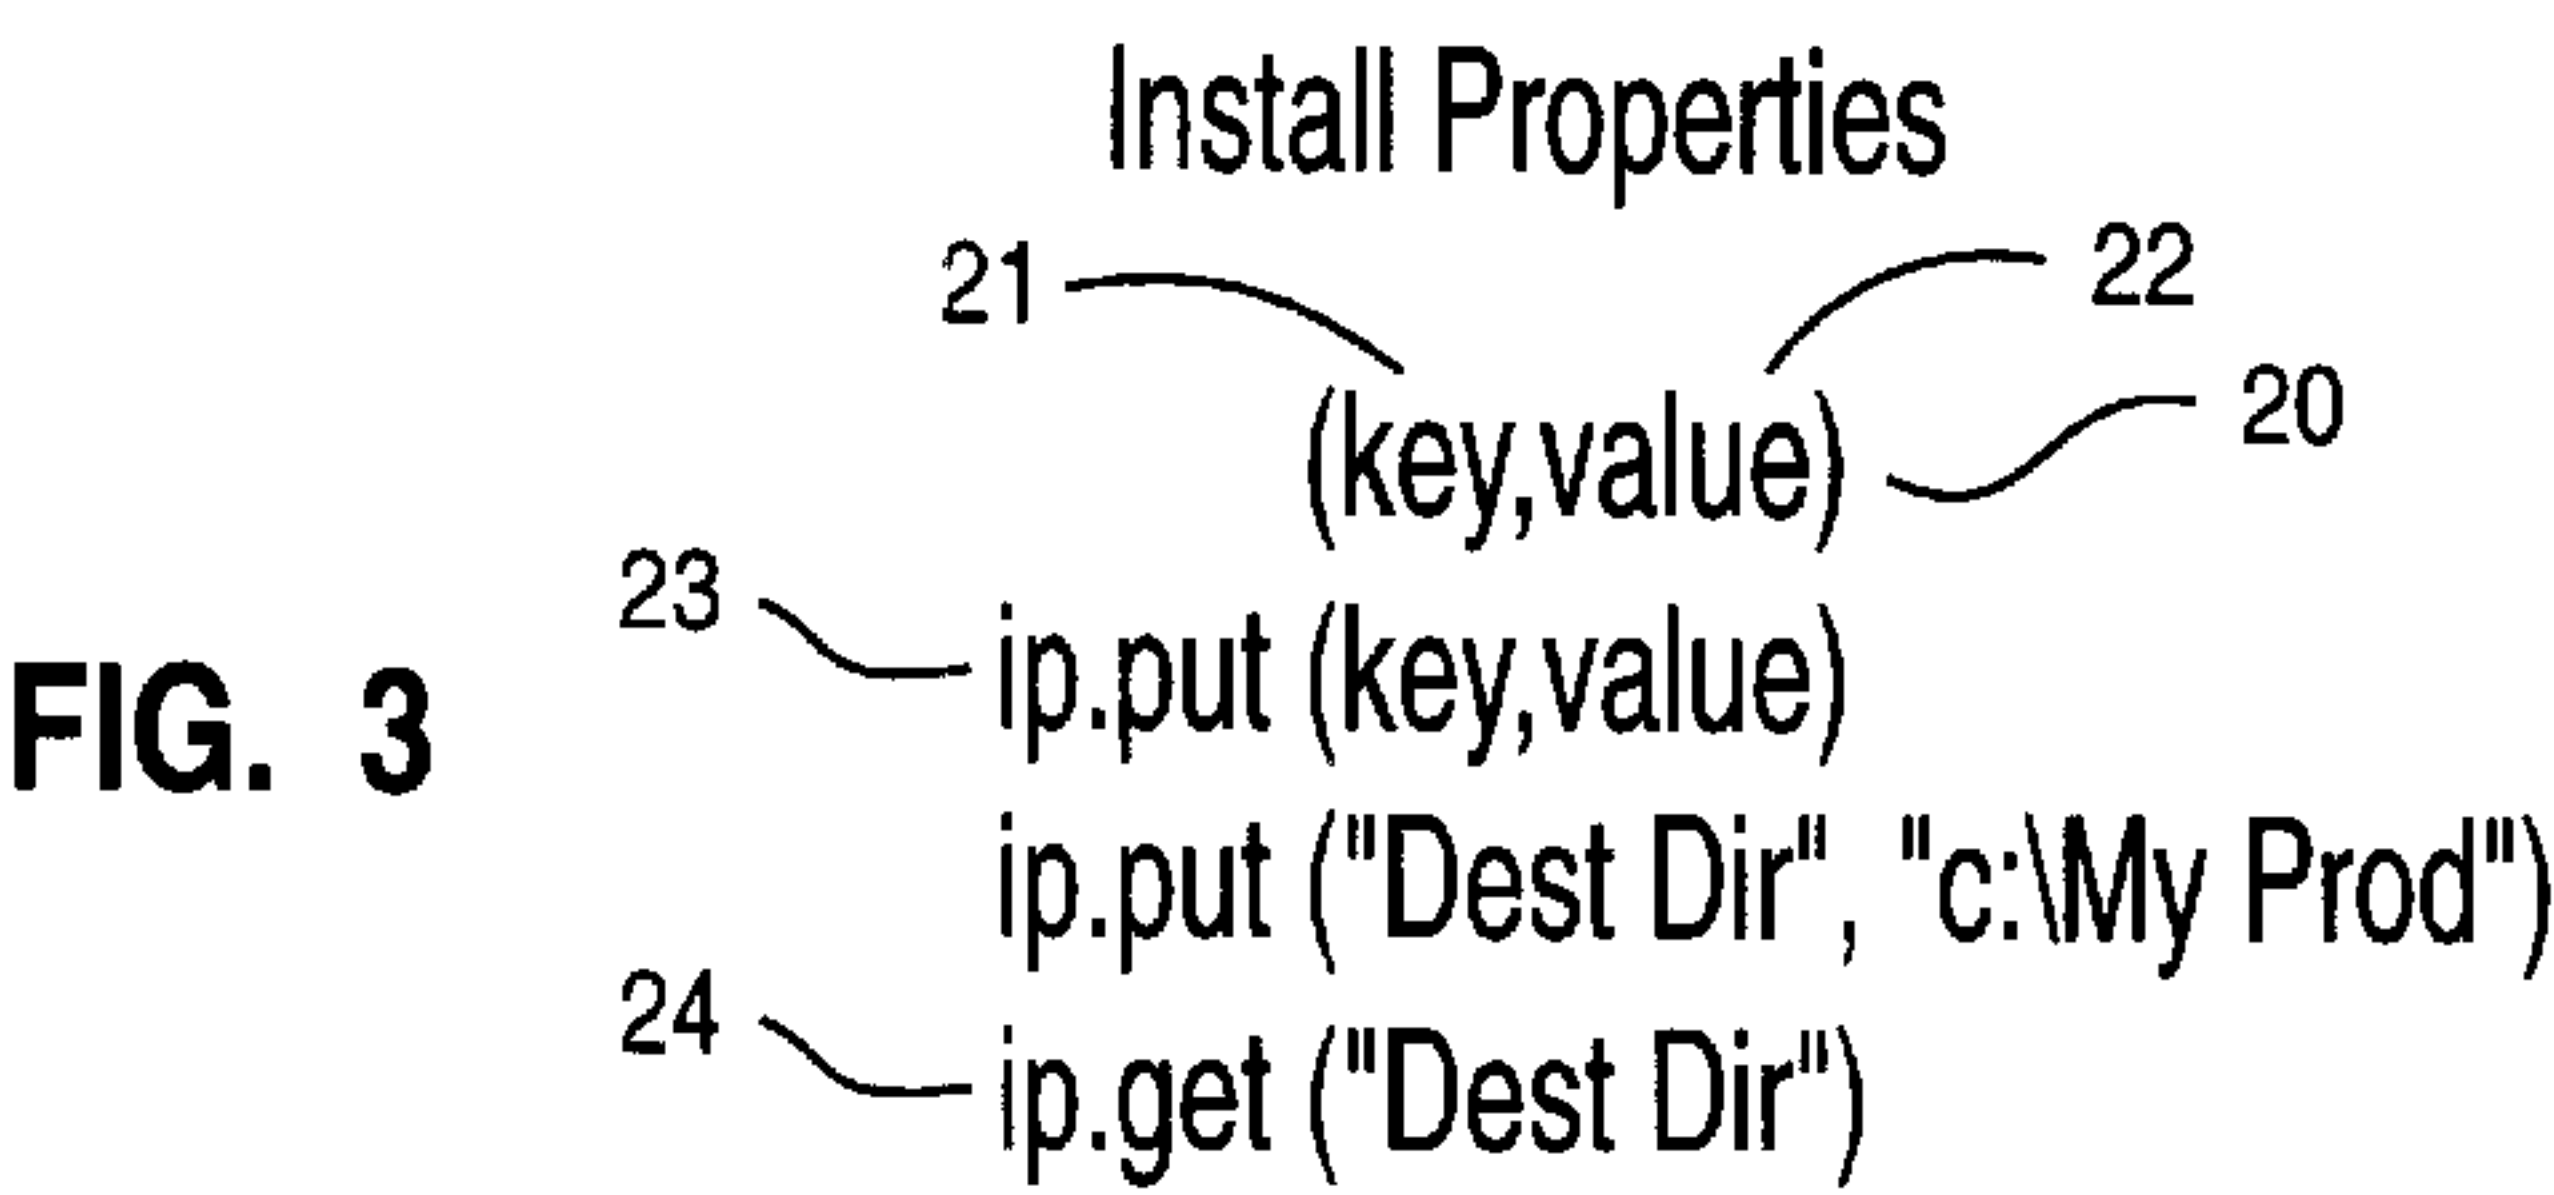 Install Properties
21
22
(key,value)
20
23
ip.put (key,value)
FIG. 3
ip.put ("Dest Dir", "c:\My Prod")
24
ip.get ("Dest Dir")